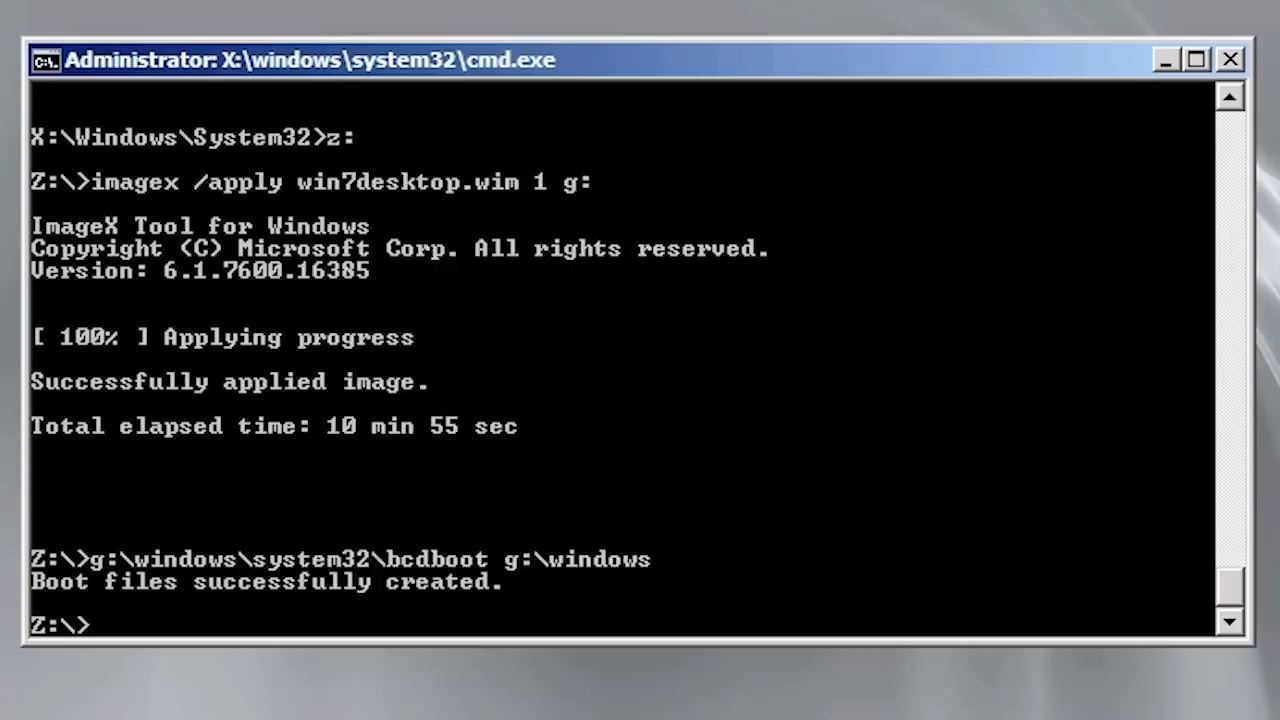 Administrator: X:\windows\system32\cmd.exe
X:\Windows\System32>z:
Z:\>imagex /apply win7desktop.wim 1 g:
ImageX Tool for Windows
Copyright (C) Microsoft Corp. All rights reserved.
Version: 6.1.7600.16385
[ 100% ] Applying progress
Successfully applied image.
Total elapsed time: 10 min 55 sec
Z:\>g:\windows\system32\bcdboot g:\windows
Boot files successfully created.
Z:\>